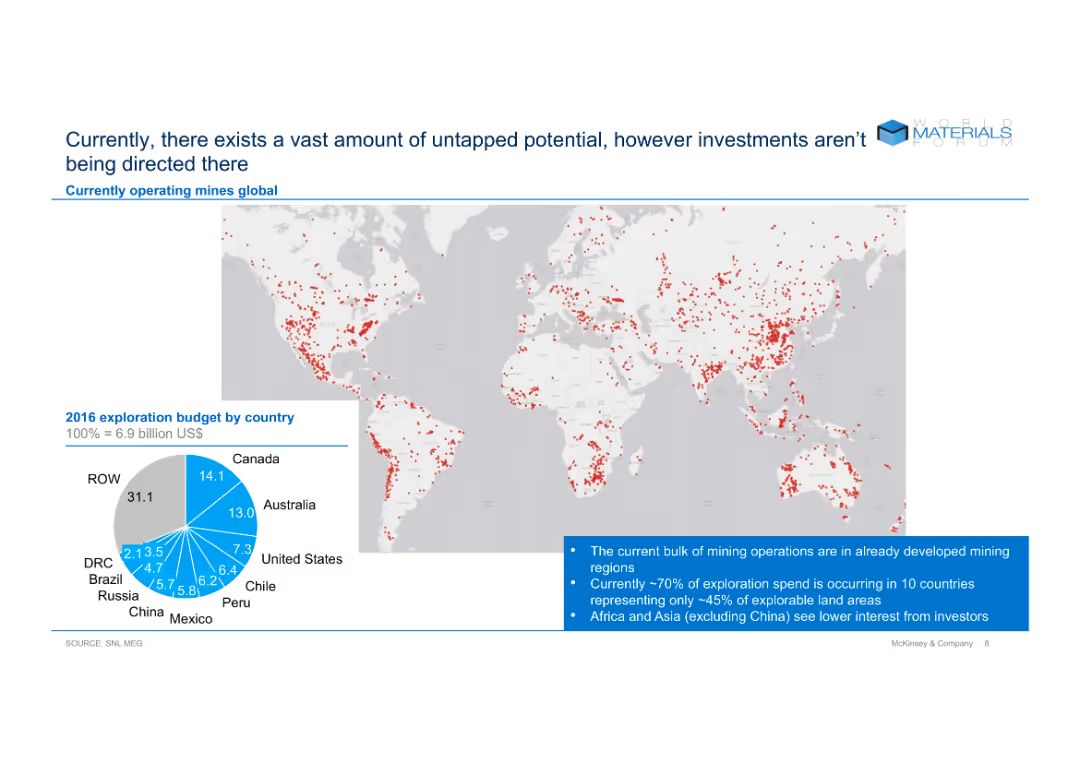 Currently, there exists a vast amount of untapped potential, however investments aren't
being directed there
WORLD
MATERIALS
FORUM
Currently operating mines global
2016 exploration budget by country
100% = 6.9 billion US$
Canada
14.1
ROW
31.1
Australia
13.0
United States
7.3
Chile
6.4
Peru
6.2
Mexico
5.8
China
5.7
Russia
4.7
Brazil
3.5
DRC
2.1
• The current bulk of mining operations are in already developed mining
regions
• Currently ~70% of exploration spend is occurring in 10 countries
representing only ~45% of explorable land areas
• Africa and Asia (excluding China) see lower interest from investors
SOURCE: SNL MEG
McKinsey & Company 8